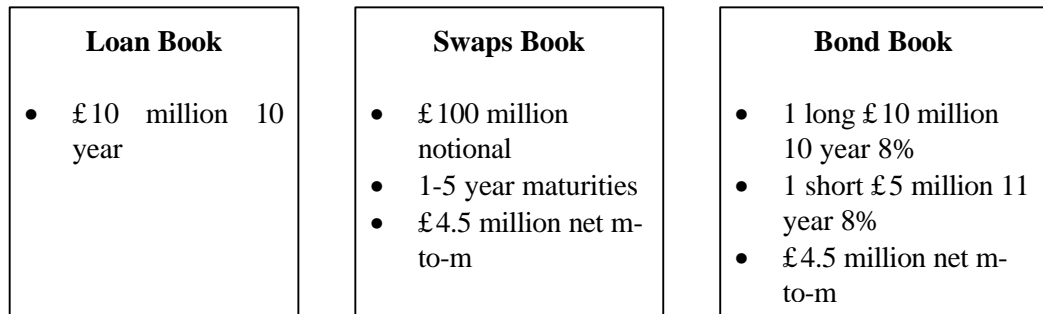 Loan Book
• £10 million 10
year
Swaps Book
• £100 million
notional
• 1-5 year maturities
• £4.5 million net m-
to-m
Bond Book
• 1 long £10 million
10 year 8%
• 1 short £5 million 11
year 8%
• £4.5 million net m-
to-m